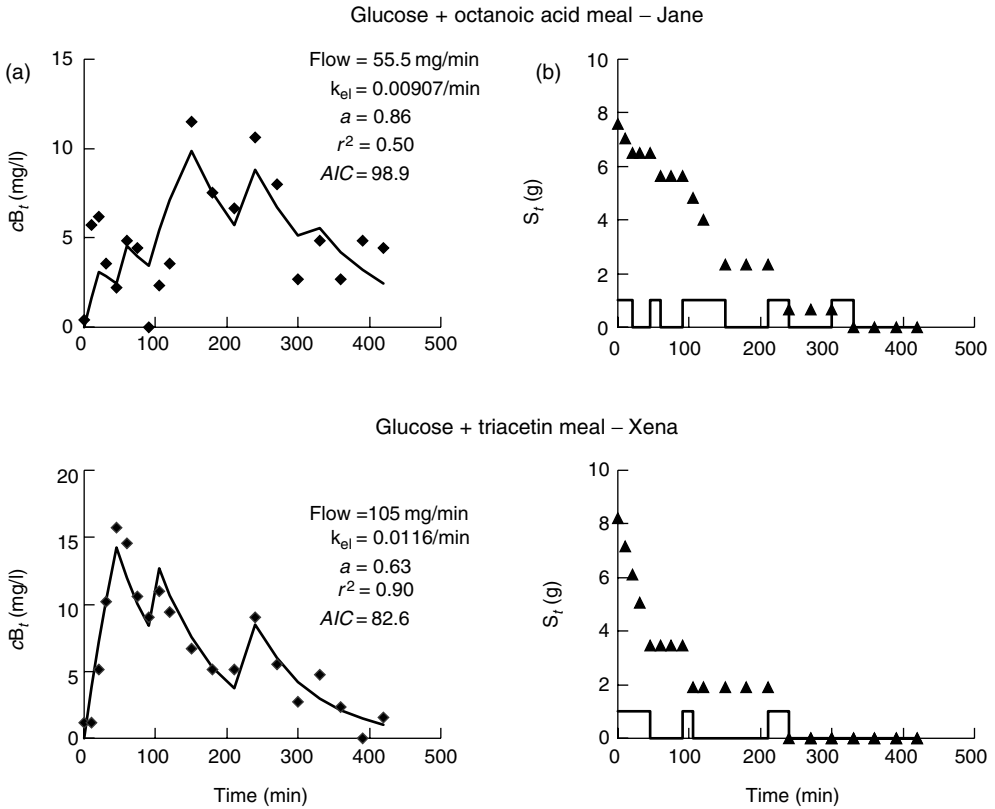 Glucose + octanoic acid meal – Jane
(a)
15
10
5
0
cB_t (mg/l)
Flow = 55.5 mg/min
k_el = 0.00907/min
a = 0.86
r² = 0.50
AIC = 98.9
0 100 200 300 400 500
(b)
10
8
6
4
2
0
S_t (g)
0 100 200 300 400 500
Glucose + triacetin meal – Xena
20
15
10
5
0
cB_t (mg/l)
Flow =105 mg/min
k_el = 0.0116/min
a = 0.63
r² = 0.90
AIC = 82.6
0 100 200 300 400 500
Time (min)
10
8
6
4
2
0
S_t (g)
0 100 200 300 400 500
Time (min)